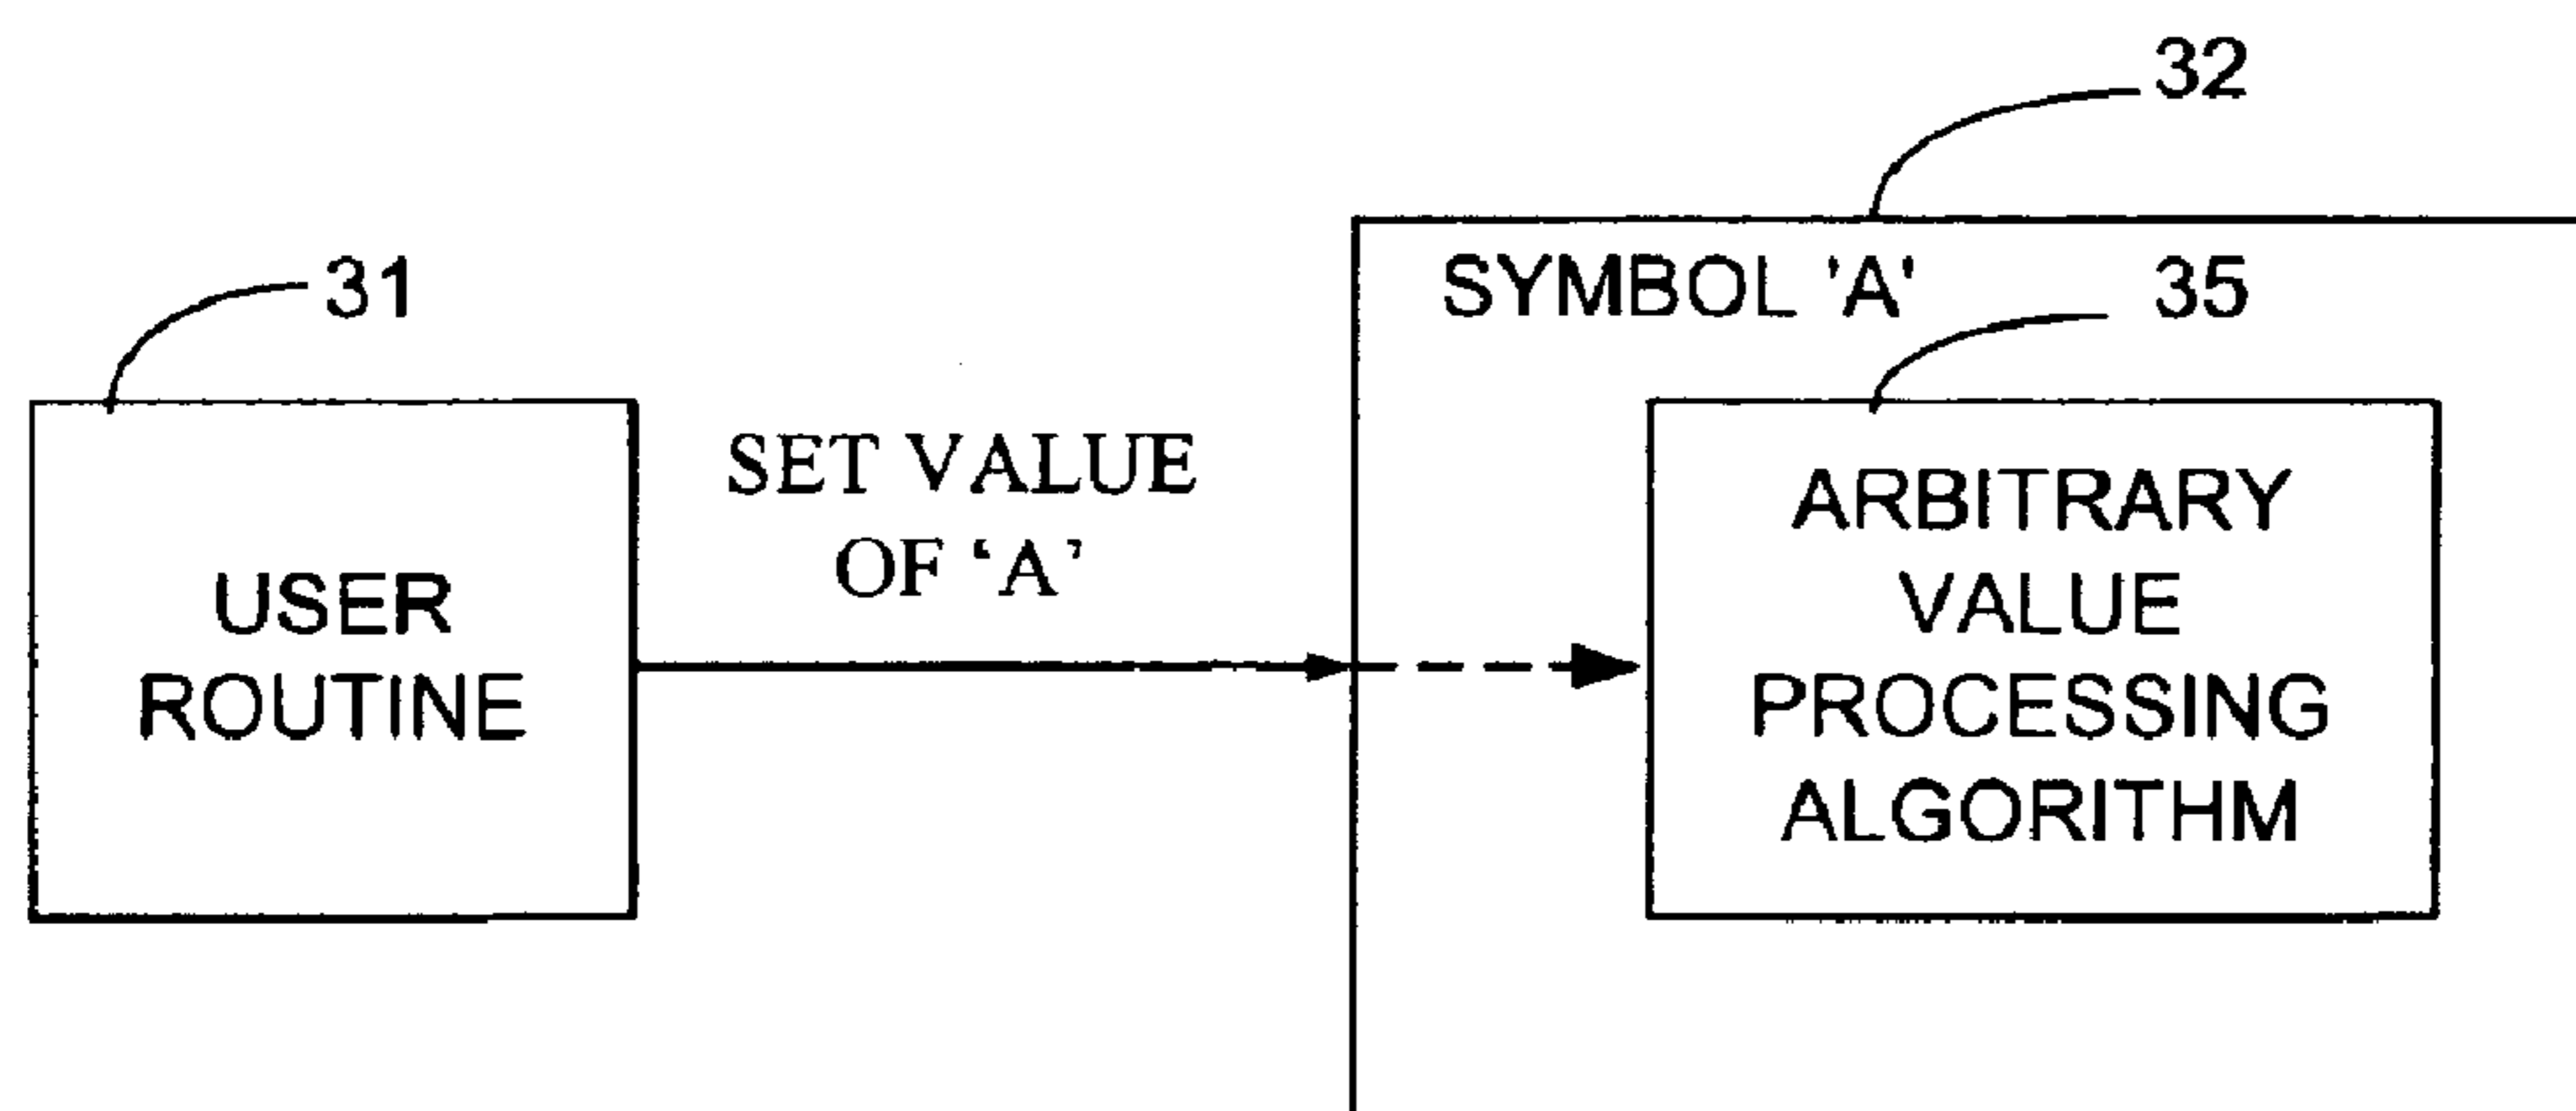 32
31
SYMBOL 'A'
35
SET VALUE
OF ‘A’
USER
ROUTINE
ARBITRARY
VALUE
PROCESSING
ALGORITHM